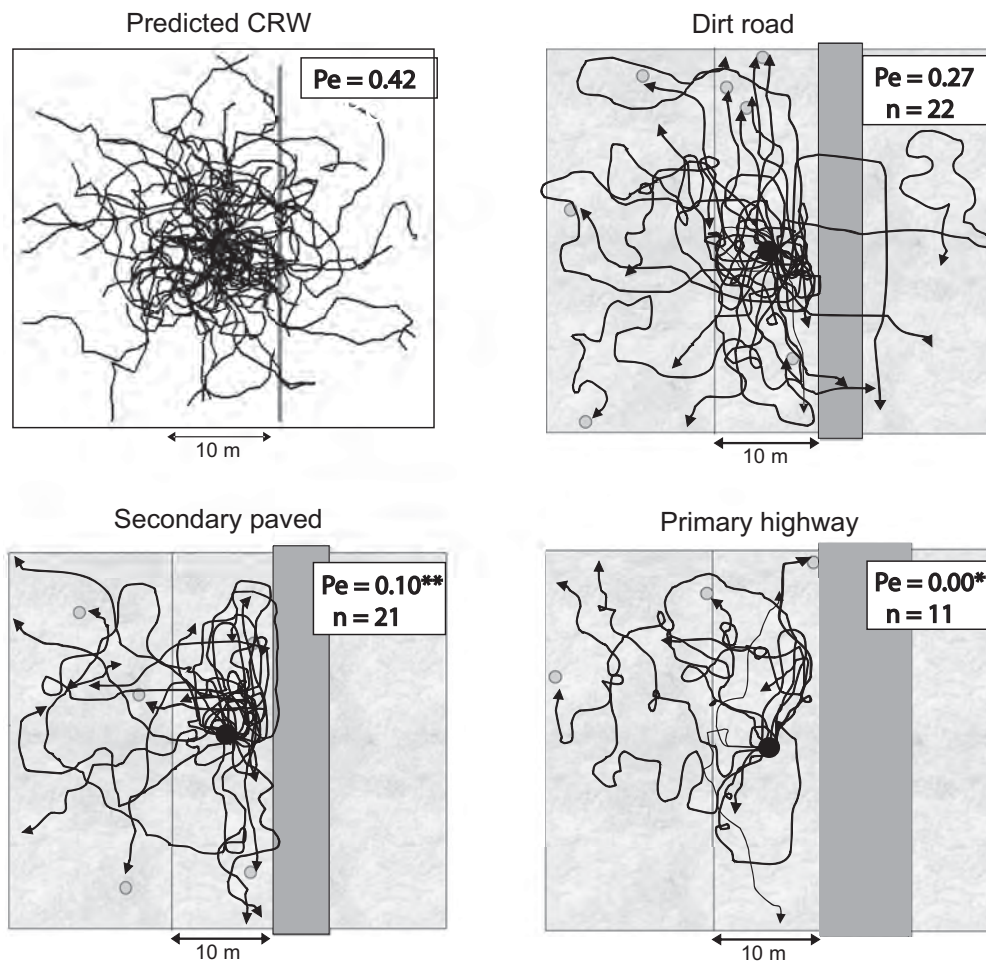 Predicted CRW
Pe = 0.42
10 m
Dirt road
Pe = 0.27
n = 22
10 m
Secondary paved
Pe = 0.10**
n = 21
10 m
Primary highway
Pe = 0.00*
n = 11
10 m